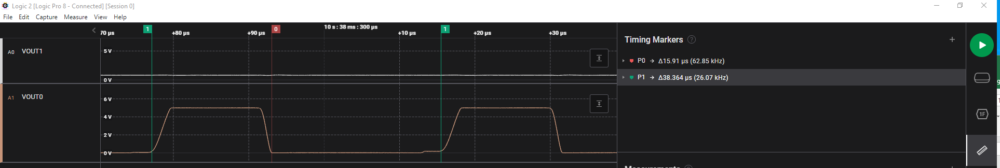 Logic 2 [Logic Pro 8 - Connected] [Session 0]
File Edit Capture Measure View Help
1 0 10 s : 38 ms : 300 µs 1
70 µs +80 µs +90 µs +10 µs +20 µs +30 µs
Timing Markers ?
A0 VOUT1
5 V
0 V
P0 → Δ15.91 µs (62.85 kHz)
P1 → Δ38.364 µs (26.07 kHz)
A1 VOUT0
6 V
4 V
2 V
0 V
1F